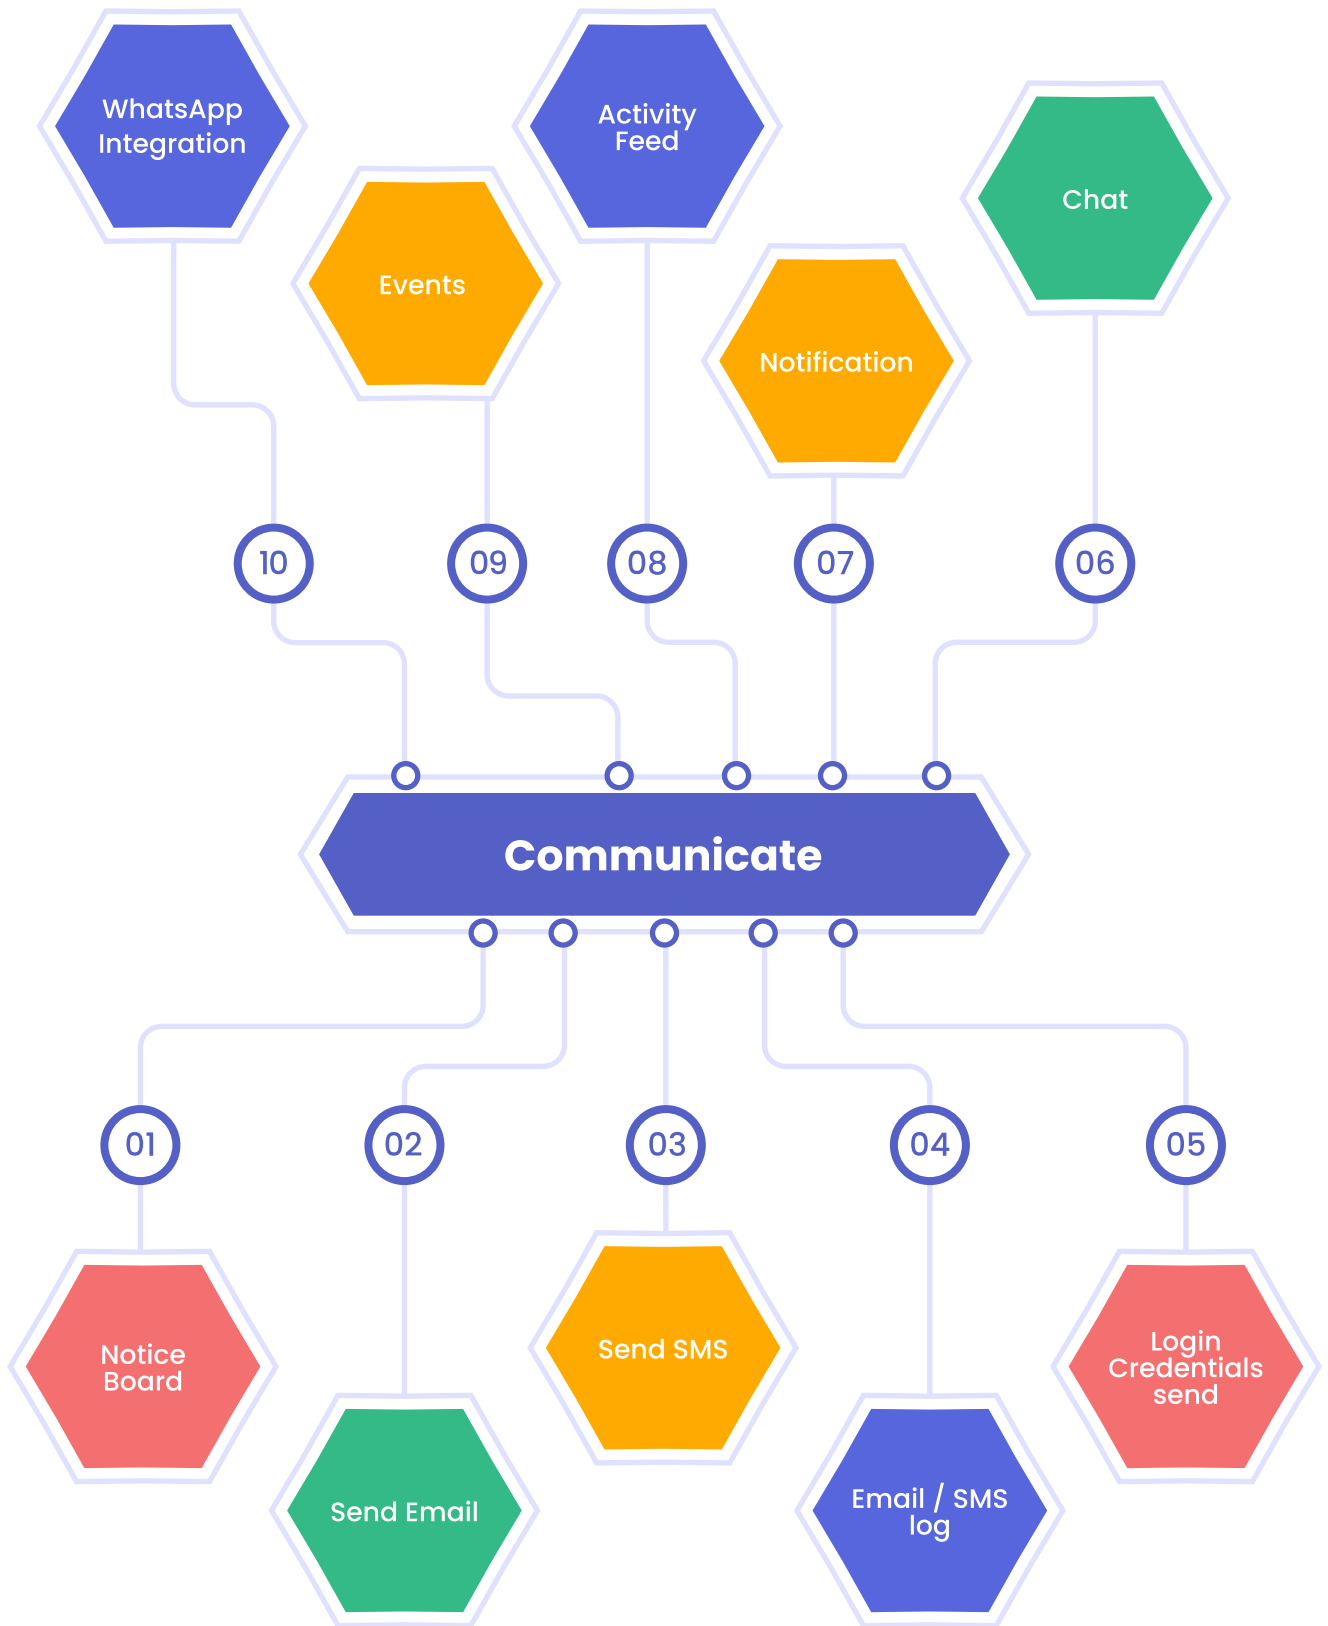 WhatsApp
Integration
Activity
Feed
Chat
Events
Notification
10
09
08
07
06
Communicate
01
02
03
04
05
Notice
Board
Send SMS
Login
Credentials
send
Send Email
Email / SMS
log